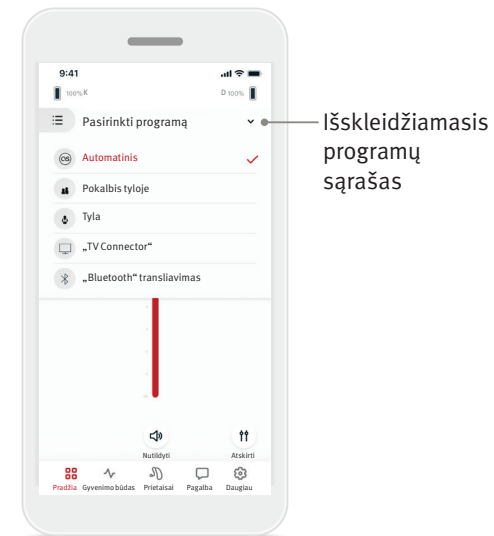 9:41
100% K
D 100%
Pasirinkti programą
Automatinis
Pokalbis tyloje
Tyla
„TV Connector“
„Bluetooth“ transliavimas
Nutildyti
Atskirti
Pradžia Gyvenimo būdas Prietaisai Pagalba Daugiau
Išskleidžiamasis
programų
sąrašas